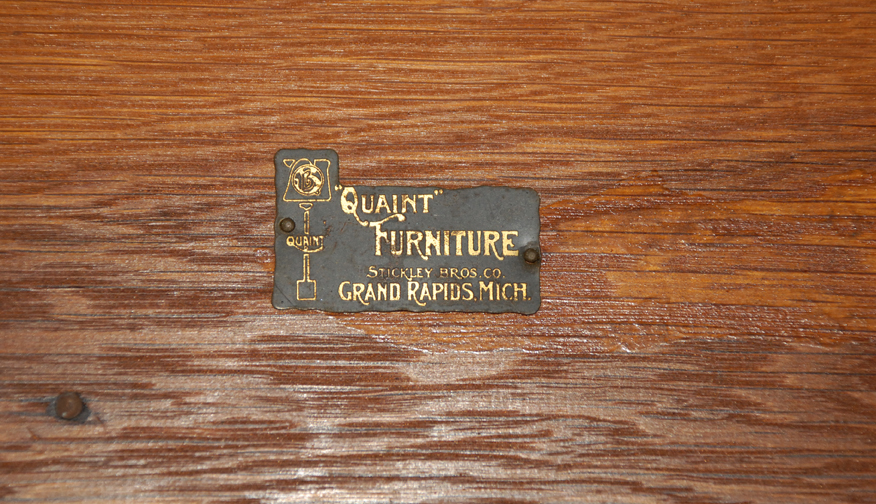 QUAINT
"QUAINT"
FURNITURE
STICKLEY BROS. CO.
GRAND RAPIDS, MICH.